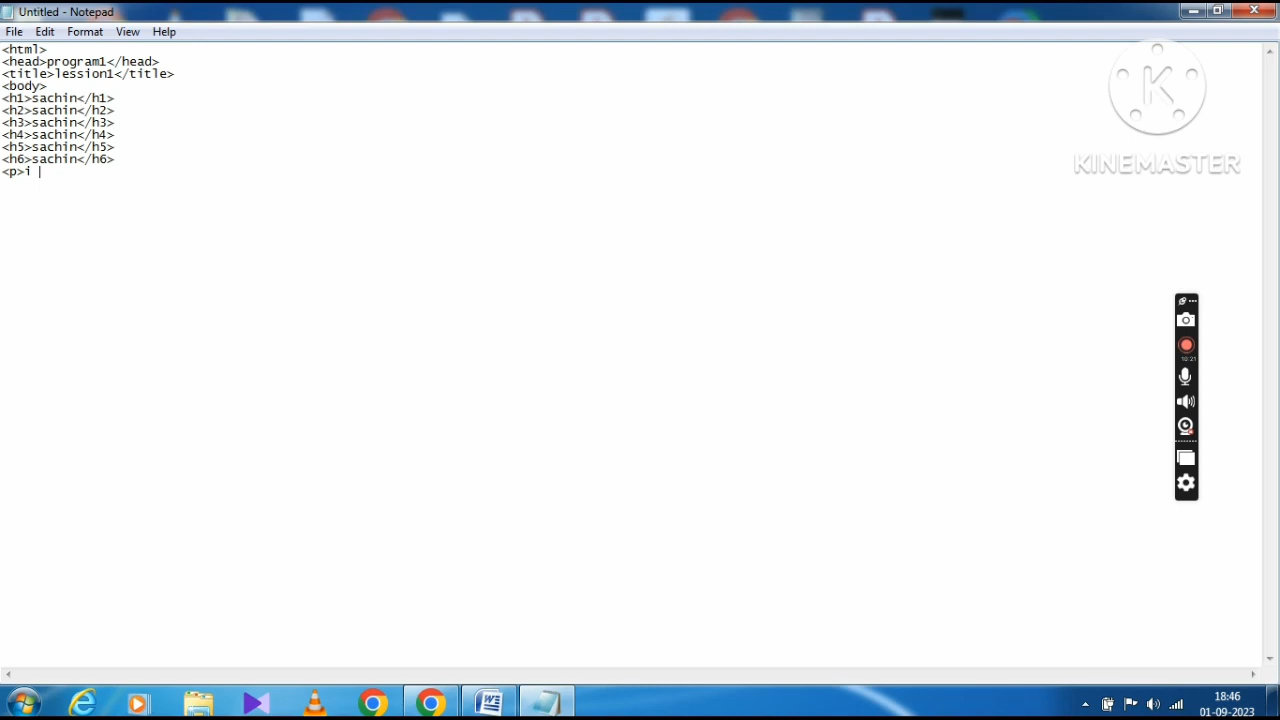 Untitled - Notepad
File Edit Format View Help
<html>
<head>program1</head>
<title>lession1</title>
<body>
<h1>sachin</h1>
<h2>sachin</h2>
<h3>sachin</h3>
<h4>sachin</h4>
<h5>sachin</h5>
<h6>sachin</h6>
<p>i
K
KINEMASTER
10:21
18:46
01-09-2023